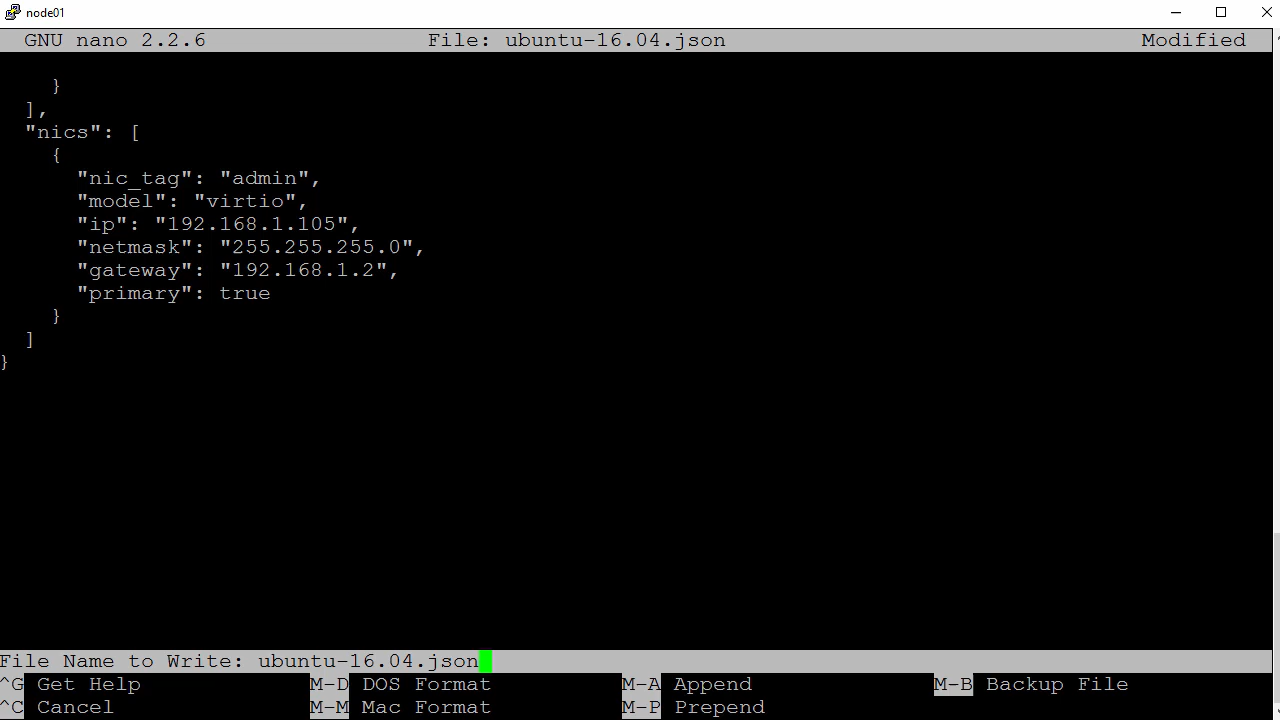 node01
GNU nano 2.2.6 File: ubuntu-16.04.json Modified
}
],
"nics": [
{
"nic_tag": "admin",
"model": "virtio",
"ip": "192.168.1.105",
"netmask": "255.255.255.0",
"gateway": "192.168.1.2",
"primary": true
}
]
}
File Name to Write: ubuntu-16.04.json
^G Get Help M-D DOS Format M-A Append M-B Backup File
^C Cancel M-M Mac Format M-P Prepend